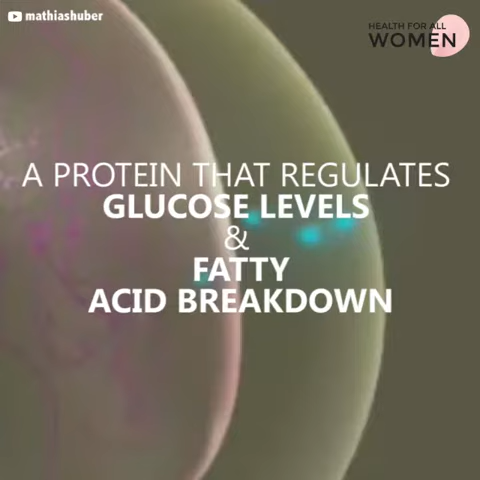 mathiashuber
HEALTH FOR ALL
WOMEN
A PROTEIN THAT REGULATES
GLUCOSE LEVELS
&
FATTY
ACID BREAKDOWN